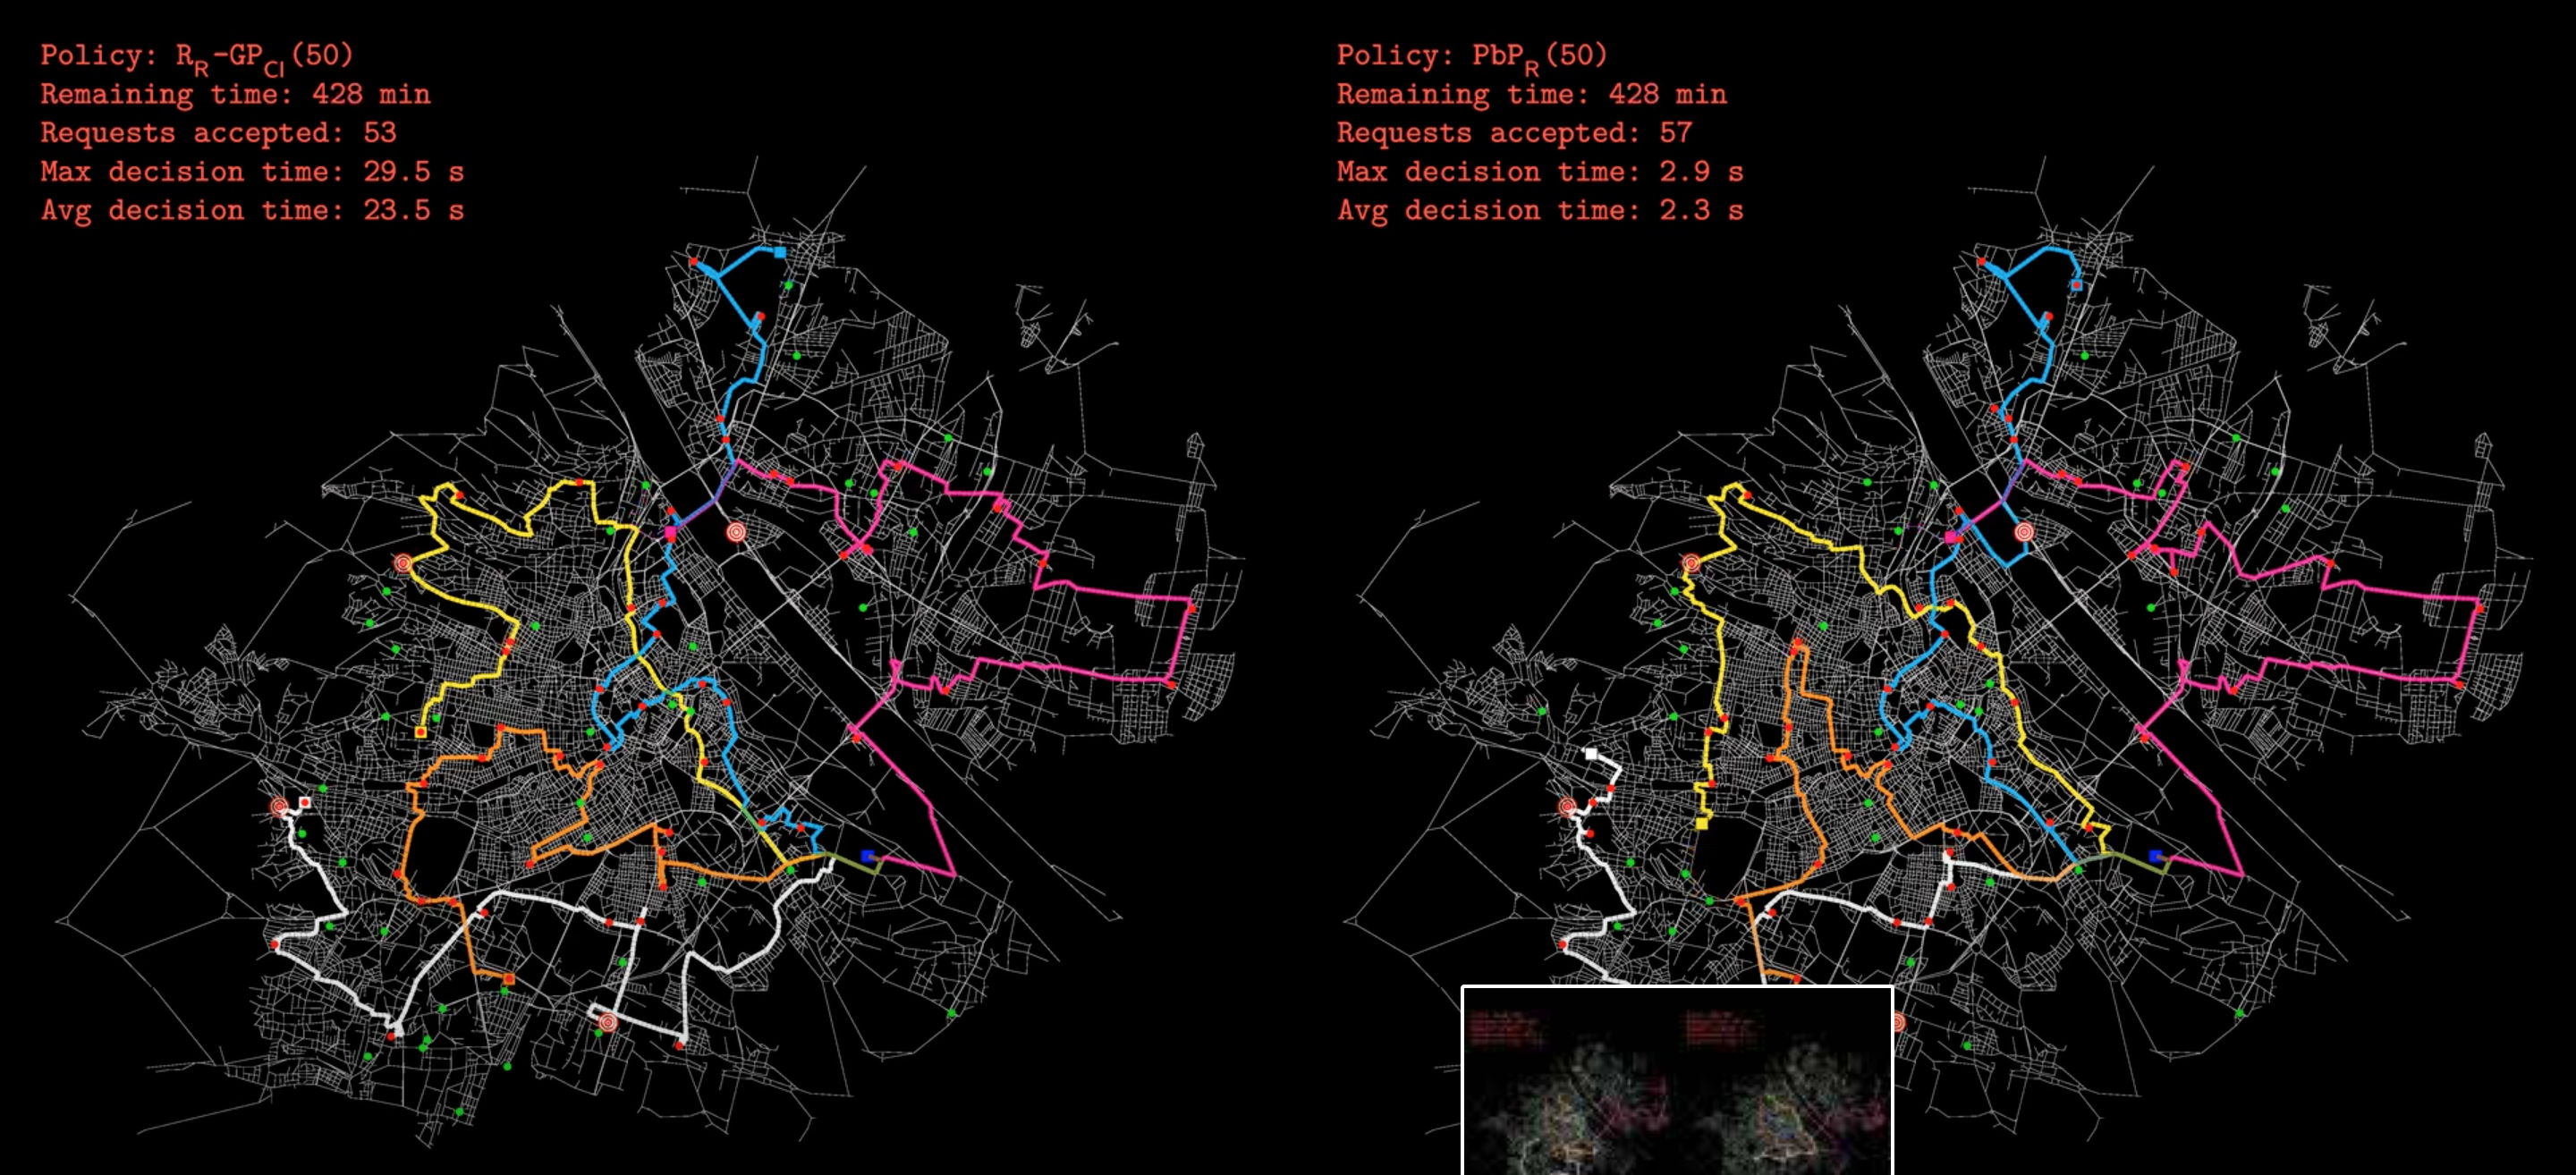 Policy: R_R-GP_Cl(50)
Remaining time: 428 min
Requests accepted: 53
Max decision time: 29.5 s
Avg decision time: 23.5 s
Policy: PbP_R(50)
Remaining time: 428 min
Requests accepted: 57
Max decision time: 2.9 s
Avg decision time: 2.3 s